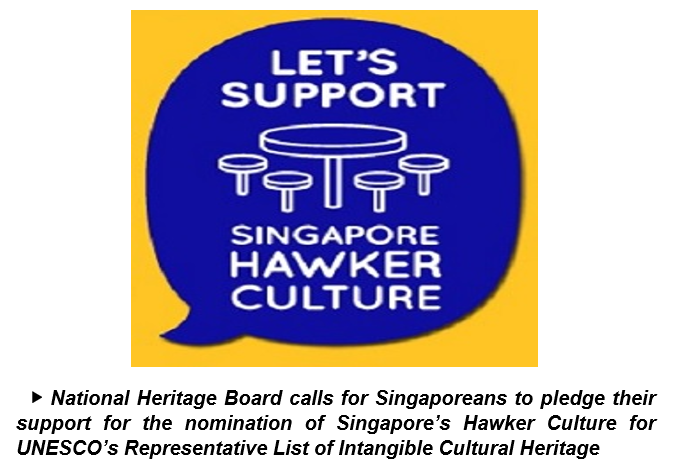 LET'S
SUPPORT
SINGAPORE
HAWKER
CULTURE
▶ National Heritage Board calls for Singaporeans to pledge their
support for the nomination of Singapore's Hawker Culture for
UNESCO's Representative List of Intangible Cultural Heritage